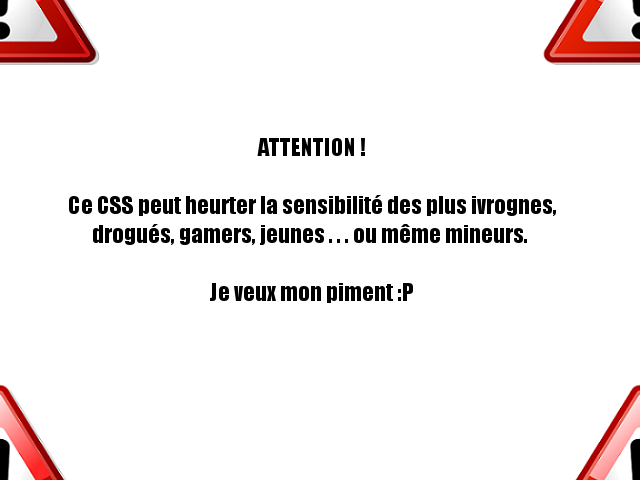 ATTENTION !
Ce CSS peut heurter la sensibilité des plus ivrognes,
drogués, gamers, jeunes . . . ou même mineurs.
Je veux mon piment :P